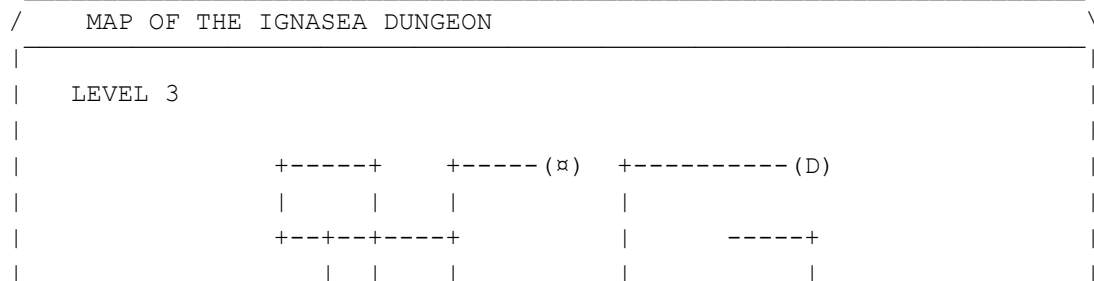 MAP OF THE IGNASEA DUNGEON
LEVEL 3
+-----+ +-----(¤) +----------(D)
| | | |
+--+--+----+ | -----+
| | | | |